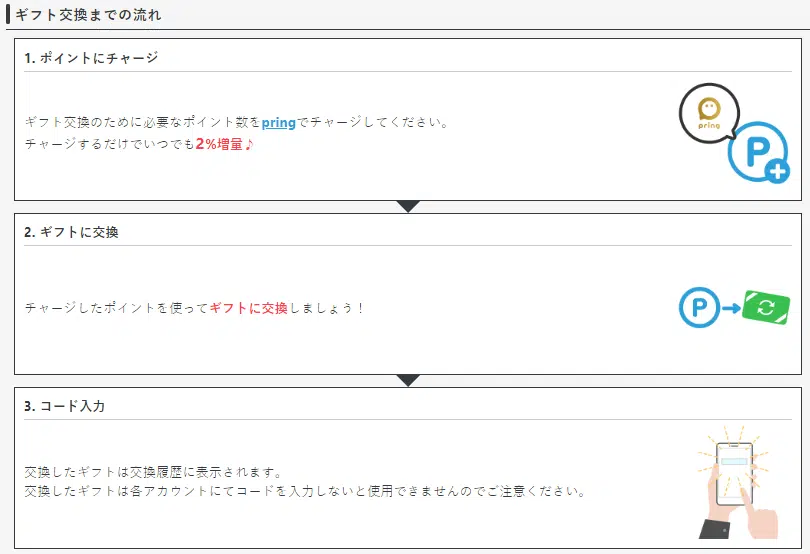 ギフト交換までの流れ
1. ポイントにチャージ
ギフト交換のために必要なポイント数をpringでチャージしてください。
チャージするだけでいつでも2%増量♪
pring
P
2. ギフトに交換
チャージしたポイントを使ってギフトに交換しましょう！
P
3. コード入力
交換したギフトは交換履歴に表示されます。
交換したギフトは各アカウントにてコードを入力しないと使用できませんのでご注意ください。